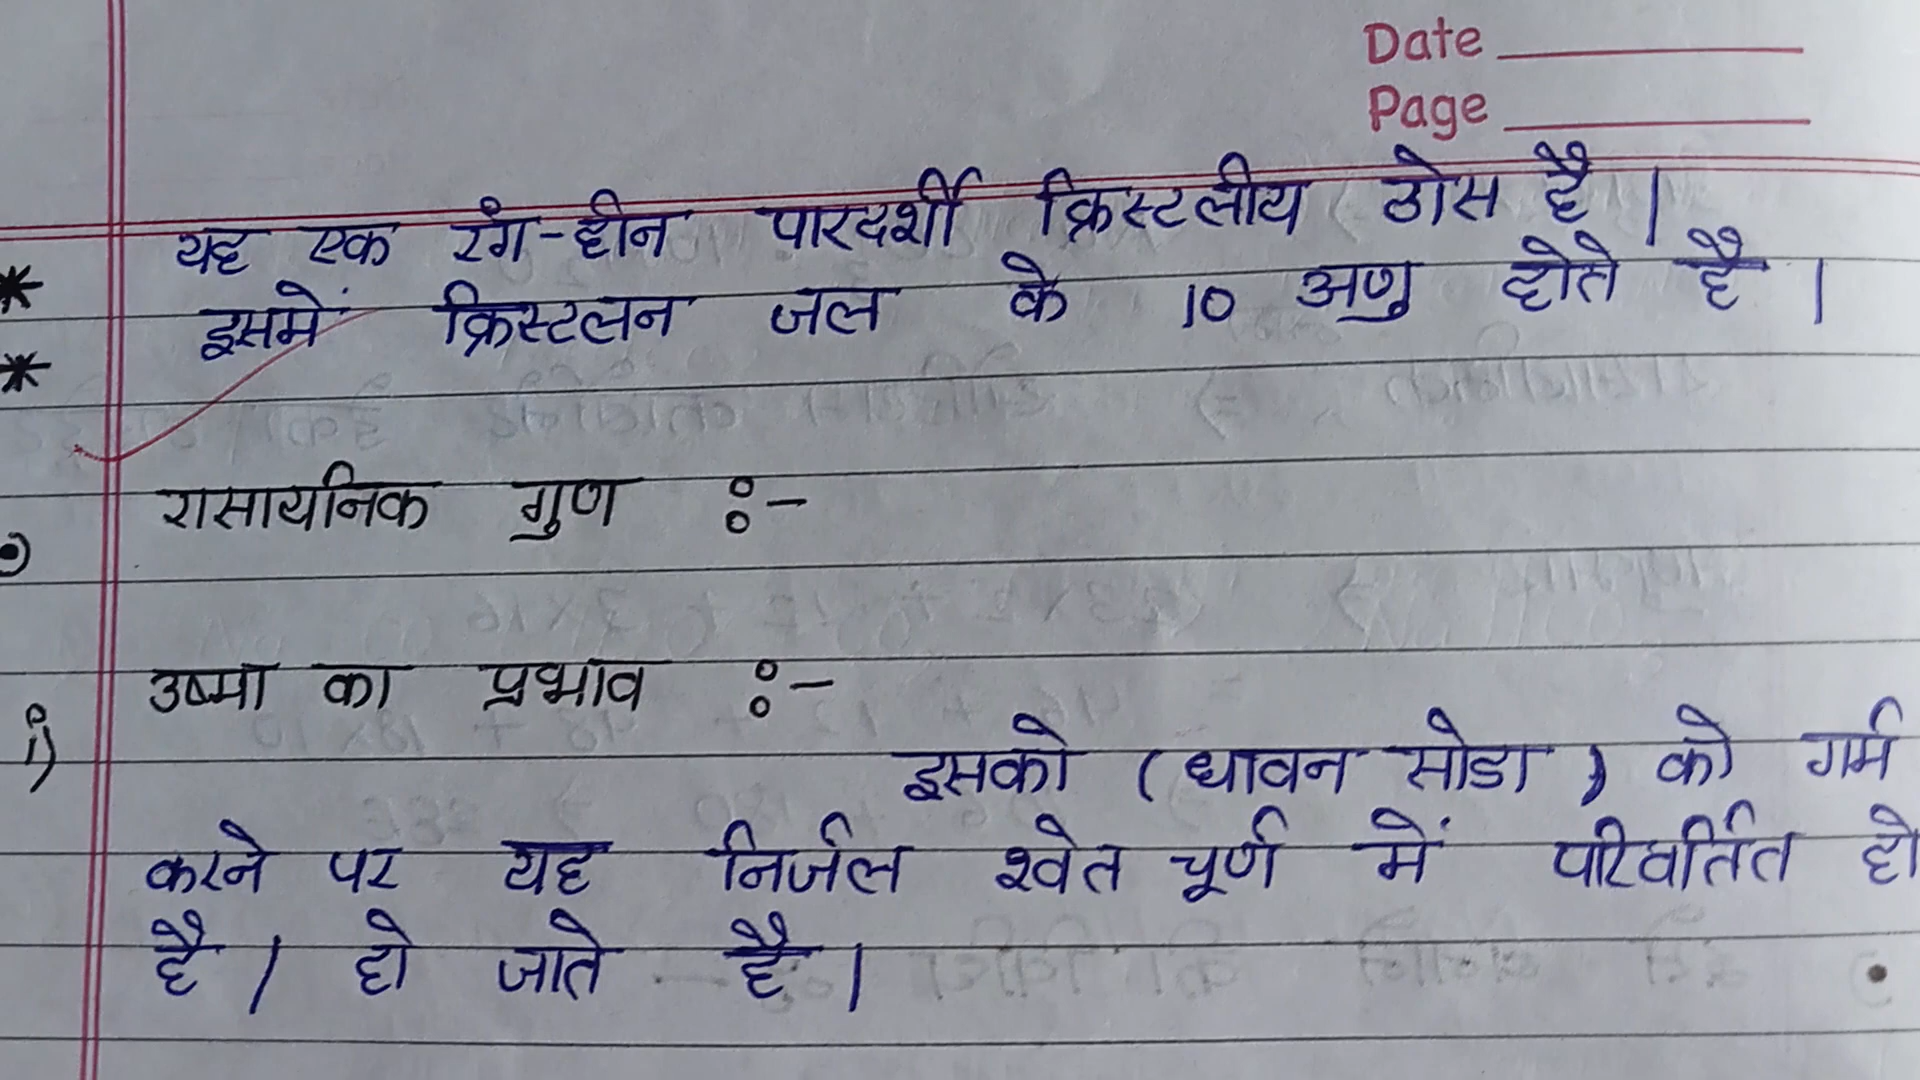 Date
Page
* यह एक रंग-हीन पारदर्शी क्रिस्टलीय ठोस है |
* इसमें क्रिस्टलन जल के 10 अणु होते है |
रासायनिक गुण :-
i) उष्मा का प्रभाव :-
इसको (धावन सोडा) को गर्म
करने पर यह निर्जल श्वेत चूर्ण में परिवर्तित हो
है | हो जाते है |